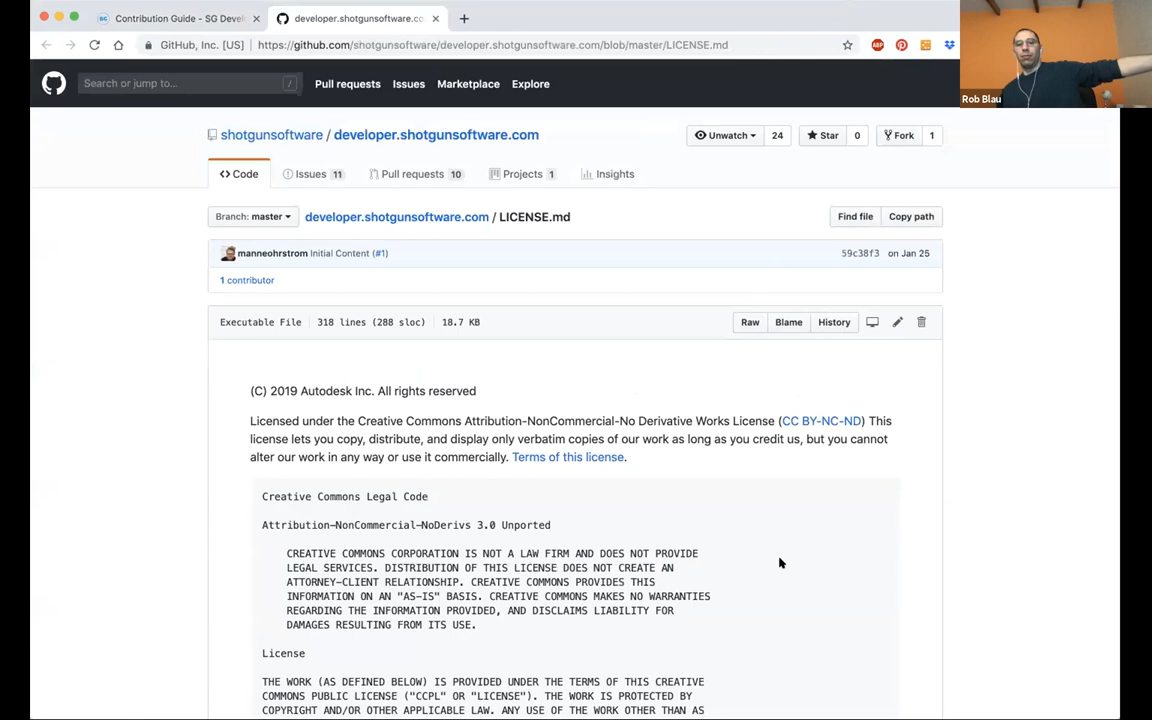 Contribution Guide - SG Devel
developer.shotgunsoftware.co
GitHub, Inc. [US] https://github.com/shotgunsoftware/developer.shotgunsoftware.com/blob/master/LICENSE.md
ABP
Rob Blau
Search or jump to... /
Pull requests Issues Marketplace Explore
shotgunsoftware / developer.shotgunsoftware.com
Unwatch 24 Star 0 Fork 1
<> Code Issues 11 Pull requests 10 Projects 1 Insights
Branch: master developer.shotgunsoftware.com / LICENSE.md Find file Copy path
manneohrstrom Initial Content (#1) 59c38f3 on Jan 25
1 contributor
Executable File 318 lines (288 sloc) 18.7 KB Raw Blame History
(C) 2019 Autodesk Inc. All rights reserved
Licensed under the Creative Commons Attribution-NonCommercial-No Derivative Works License (CC BY-NC-ND) This
license lets you copy, distribute, and display only verbatim copies of our work as long as you credit us, but you cannot
alter our work in any way or use it commercially. Terms of this license.
Creative Commons Legal Code
Attribution-NonCommercial-NoDerivs 3.0 Unported
CREATIVE COMMONS CORPORATION IS NOT A LAW FIRM AND DOES NOT PROVIDE
LEGAL SERVICES. DISTRIBUTION OF THIS LICENSE DOES NOT CREATE AN
ATTORNEY-CLIENT RELATIONSHIP. CREATIVE COMMONS PROVIDES THIS
INFORMATION ON AN "AS-IS" BASIS. CREATIVE COMMONS MAKES NO WARRANTIES
REGARDING THE INFORMATION PROVIDED, AND DISCLAIMS LIABILITY FOR
DAMAGES RESULTING FROM ITS USE.
License
THE WORK (AS DEFINED BELOW) IS PROVIDED UNDER THE TERMS OF THIS CREATIVE
COMMONS PUBLIC LICENSE ("CCPL" OR "LICENSE"). THE WORK IS PROTECTED BY
COPYRIGHT AND/OR OTHER APPLICABLE LAW. ANY USE OF THE WORK OTHER THAN AS